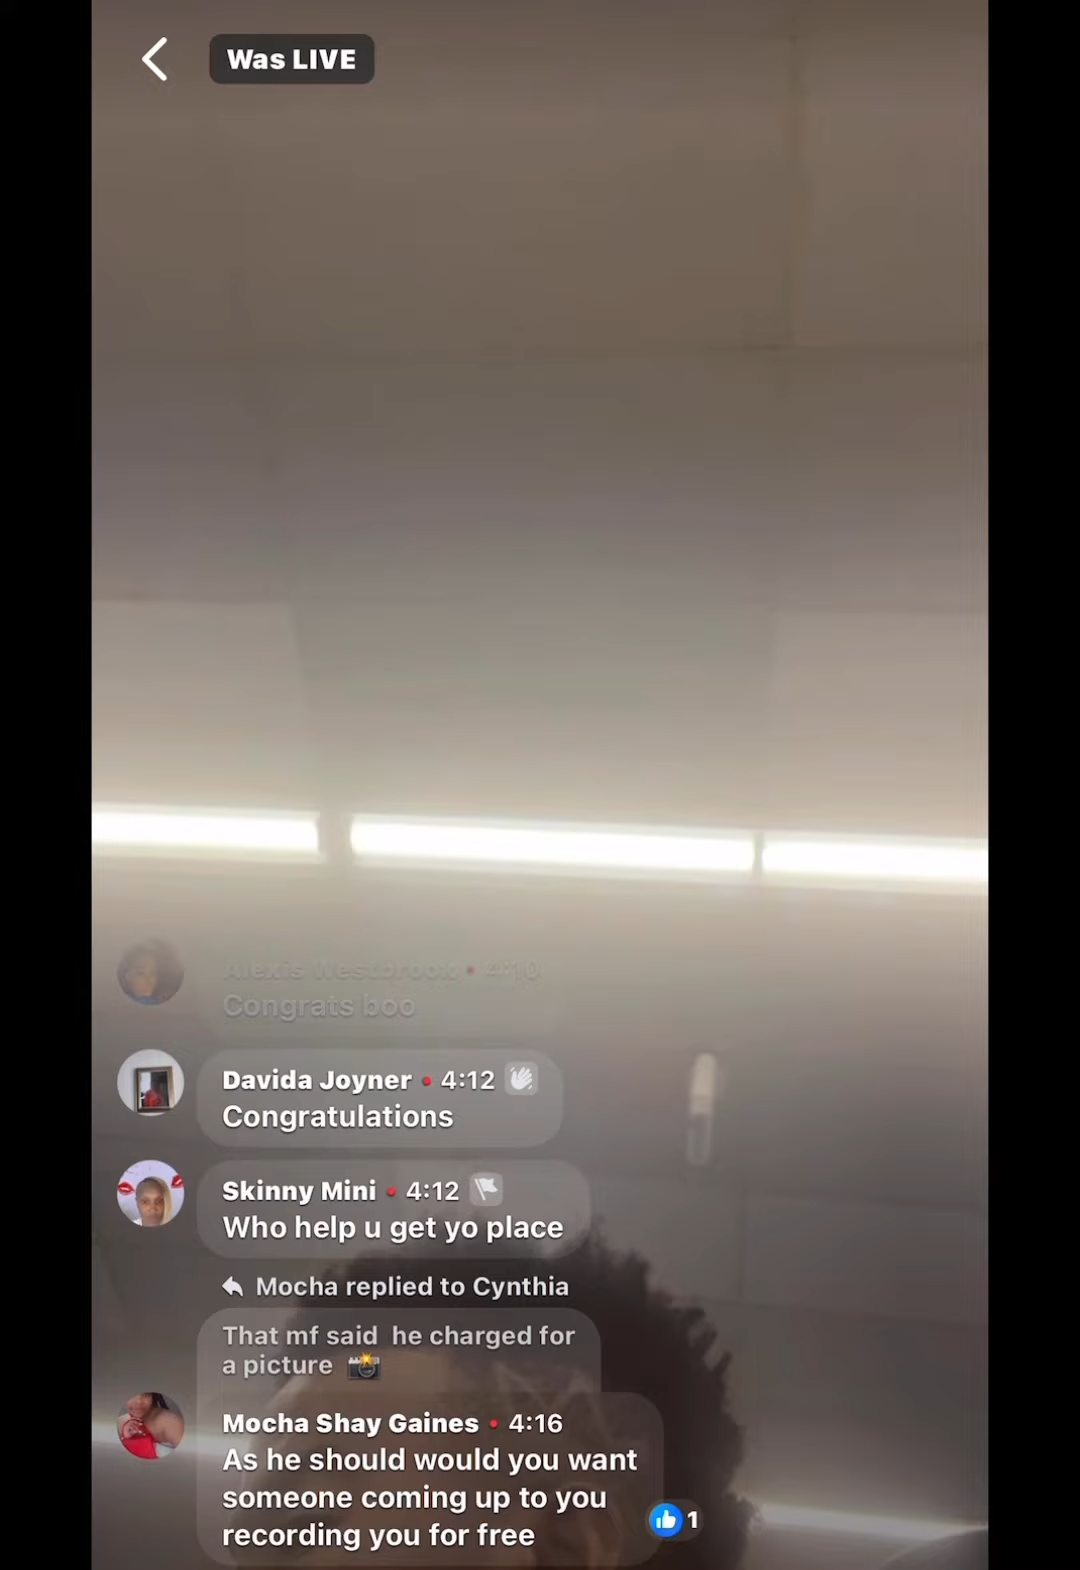 Was LIVE
Alexis Westbrook • 4:10
Congrats boo
Davida Joyner • 4:12
Congratulations
Skinny Mini • 4:12
Who help u get yo place
Mocha replied to Cynthia
That mf said he charged for
a picture 📸
Mocha Shay Gaines • 4:16
As he should would you want
someone coming up to you
recording you for free
1